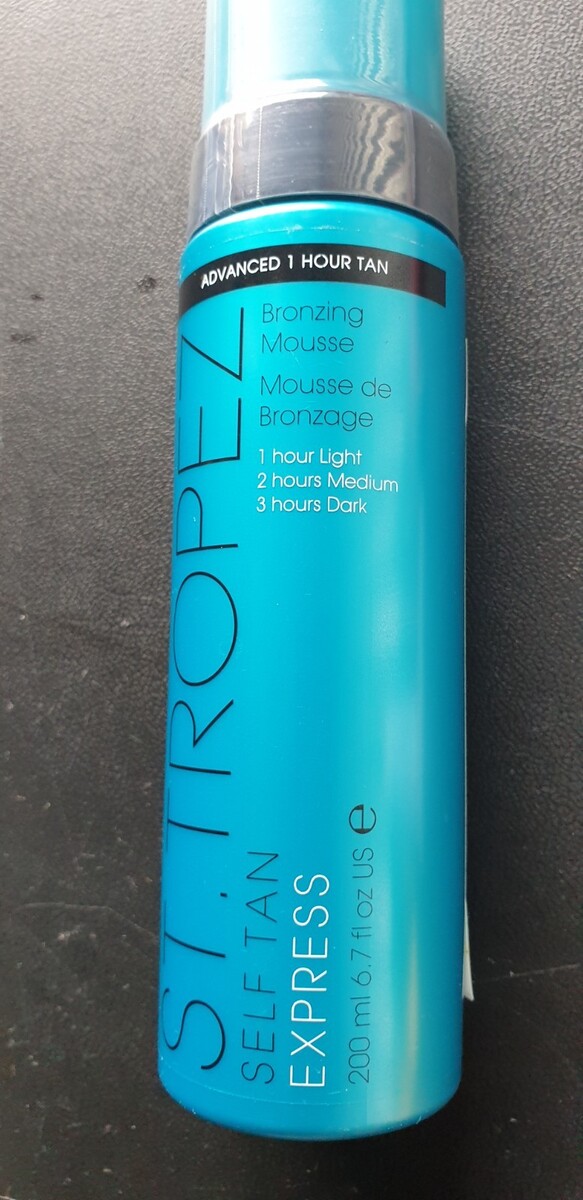 ADVANCED 1 HOUR TAN
Bronzing
Mousse
Mousse de
Bronzage
1 hour Light
2 hours Medium
3 hours Dark
ST.TROPEZ
SELF TAN
EXPRESS
200 ml 6.7 fl oz US ℮